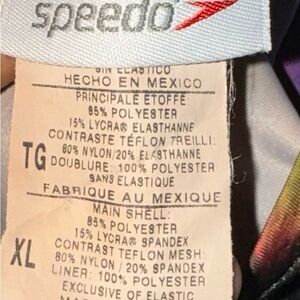 speedo
SIN ELASTICO
HECHO EN MEXICO
PRINCIPALE ETOFFE
85% POLYESTER
15% LYCRA® ELASTHANNE
CONTRASTE TÉFLON TREILLI:
80% NYLON/20% ELASTHANNE
TG DOUBLURE: 100% POLYESTER
SANS ELASTIQUE
FABRIQUE AU MEXIQUE
MAIN SHELL:
85% POLYESTER
15% LYCRA® SPANDEX
XL CONTRAST TEFLON MESH:
80% NYLON / 20% SPANDEX
LINER: 100% POLYESTER
EXCLUSIVE OF ELASTIC